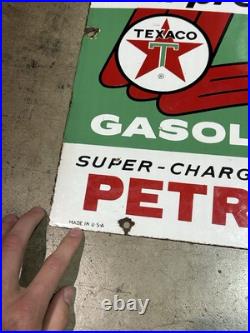 TEXACO
T
GASOL
SUPER-CHARG
PETR
MADE IN U.S.A